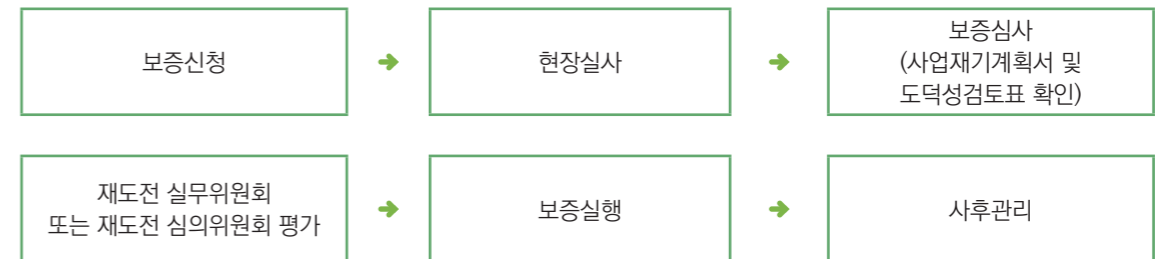 보증신청
현장실사
보증심사
(사업재기계획서 및
도덕성검토표 확인)
재도전 실무위원회
또는 재도전 심의위원회 평가
보증실행
사후관리